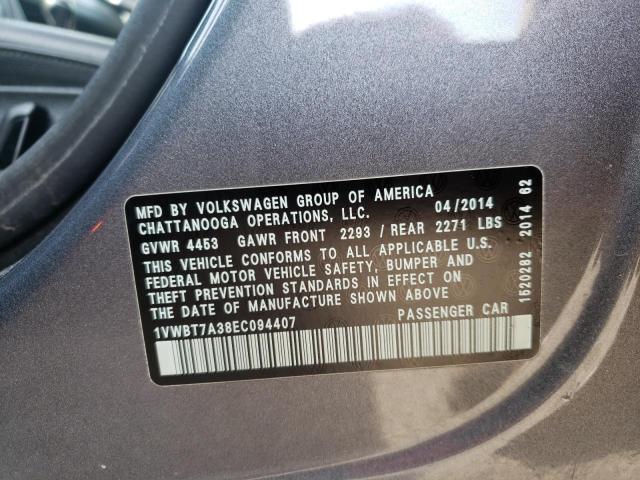 MFD BY VOLKSWAGEN GROUP OF AMERICA
CHATTANOOGA OPERATIONS, LLC. 04/2014
GVWR 4453 GAWR FRONT 2293 / REAR 2271 LBS
THIS VEHICLE CONFORMS TO ALL APPLICABLE U.S.
FEDERAL MOTOR VEHICLE SAFETY, BUMPER AND
THEFT PREVENTION STANDARDS IN EFFECT ON
THE DATE OF MANUFACTURE SHOWN ABOVE
1VWBT7A38EC094407 PASSENGER CAR
1520282 2014 62